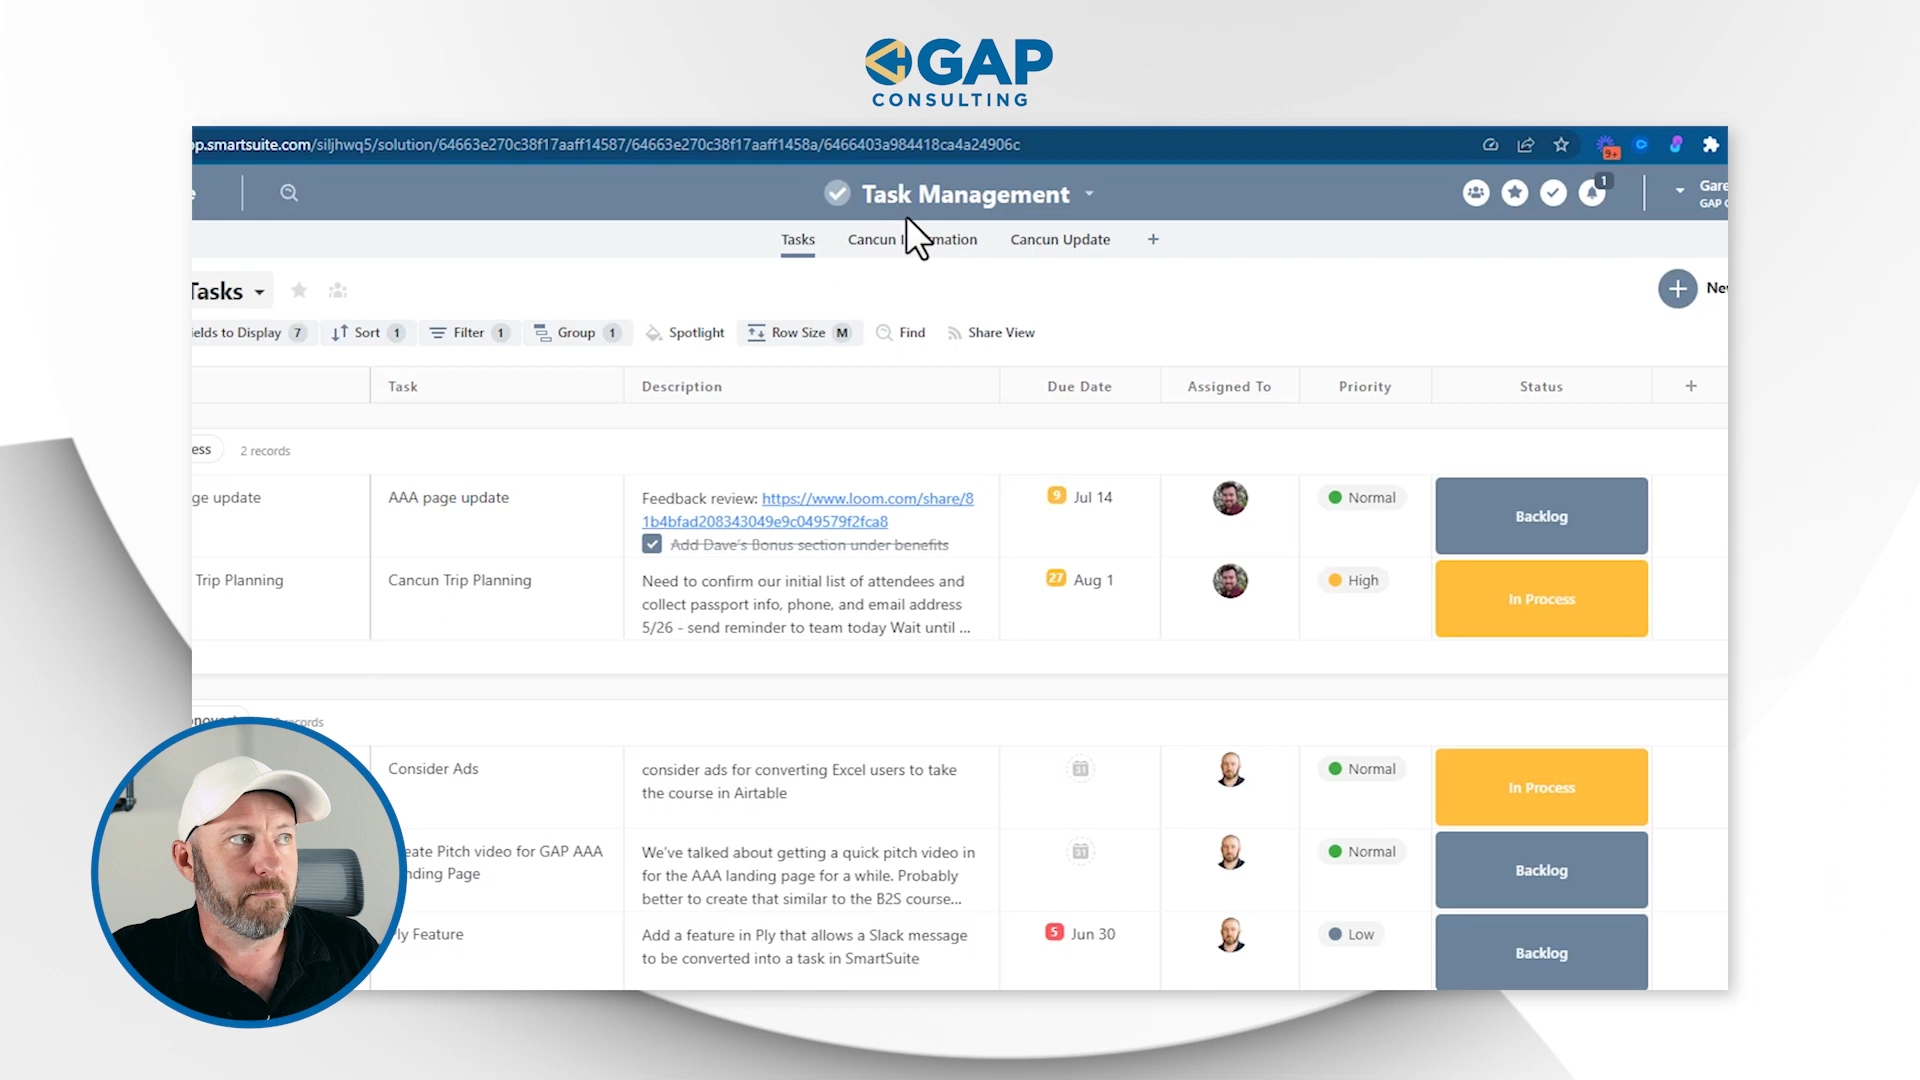 GAP
CONSULTING
p.smartsuite.com/siljhwq5/solution/64663e270c38f17aaff14587/64663e270c38f17aaff1458a/6466403a984418ca4a24906c
9+
e
Task Management
1
Gare
GAP C
Tasks
Cancun I mation
Cancun Update
+
Tasks
New
ields to Display 7
Sort 1
Filter 1
Group 1
Spotlight
Row Size M
Find
Share View
Task
Description
Due Date
Assigned To
Priority
Status
+
ess
2 records
ge update
AAA page update
Feedback review: https://www.loom.com/share/8
1b4bfad208343049e9c049579f2fca8
Add Dave's Bonus section under benefits
9 Jul 14
Normal
Backlog
Trip Planning
Cancun Trip Planning
Need to confirm our initial list of attendees and
collect passport info, phone, and email address
5/26 - send reminder to team today Wait until ...
27 Aug 1
High
In Process
records
Consider Ads
consider ads for converting Excel users to take
the course in Airtable
31
Normal
In Process
eate Pitch video for GAP AAA
nding Page
We've talked about getting a quick pitch video in
for the AAA landing page for a while. Probably
better to create that similar to the B2S course...
31
Normal
Backlog
ly Feature
Add a feature in Ply that allows a Slack message
to be converted into a task in SmartSuite
5 Jun 30
Low
Backlog